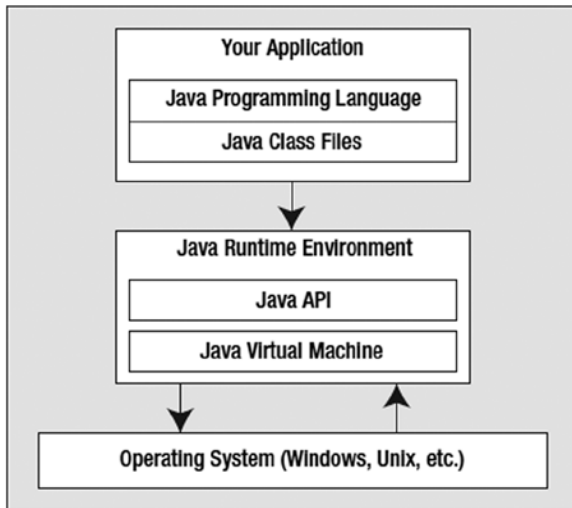 Your Application
Java Programming Language
Java Class Files
Java Runtime Environment
Java API
Java Virtual Machine
Operating System (Windows, Unix, etc.)